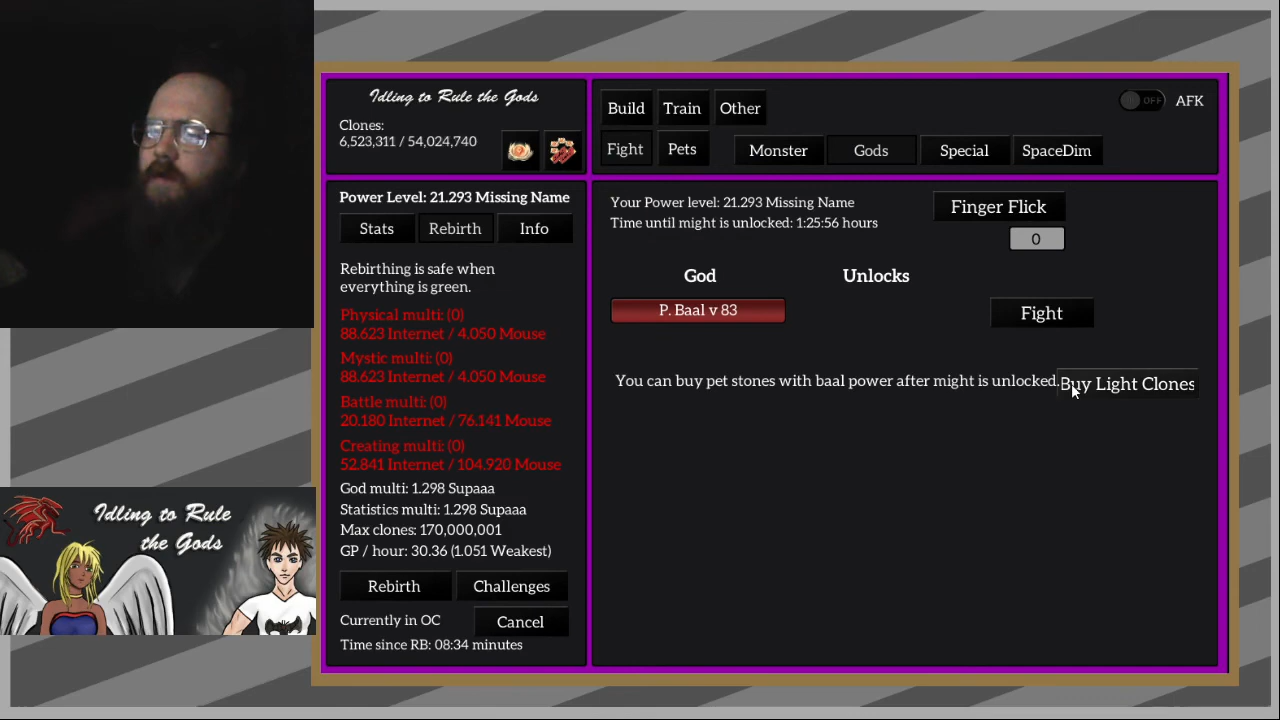 Idling to Rule the Gods
Clones:
6,523,311 / 54,024,740
Build Train Other
OFF AFK
Fight Pets Monster Gods Special SpaceDim
Power Level: 21.293 Missing Name
Stats Rebirth Info
Rebirthing is safe when
everything is green.
Physical multi: (0)
88.623 Internet / 4.050 Mouse
Mystic multi: (0)
88.623 Internet / 4.050 Mouse
Battle multi: (0)
20.180 Internet / 76.141 Mouse
Creating multi: (0)
52.841 Internet / 104.920 Mouse
God multi: 1.298 Supaaa
Statistics multi: 1.298 Supaaa
Max clones: 170,000,001
GP / hour: 30.36 (1.051 Weakest)
Rebirth Challenges
Currently in OC Cancel
Time since RB: 08:34 minutes
Your Power level: 21.293 Missing Name
Time until might is unlocked: 1:25:56 hours
Finger Flick
0
God Unlocks
P. Baal v 83 Fight
You can buy pet stones with baal power after might is unlocked. Buy Light Clones
Idling to Rule
the Gods